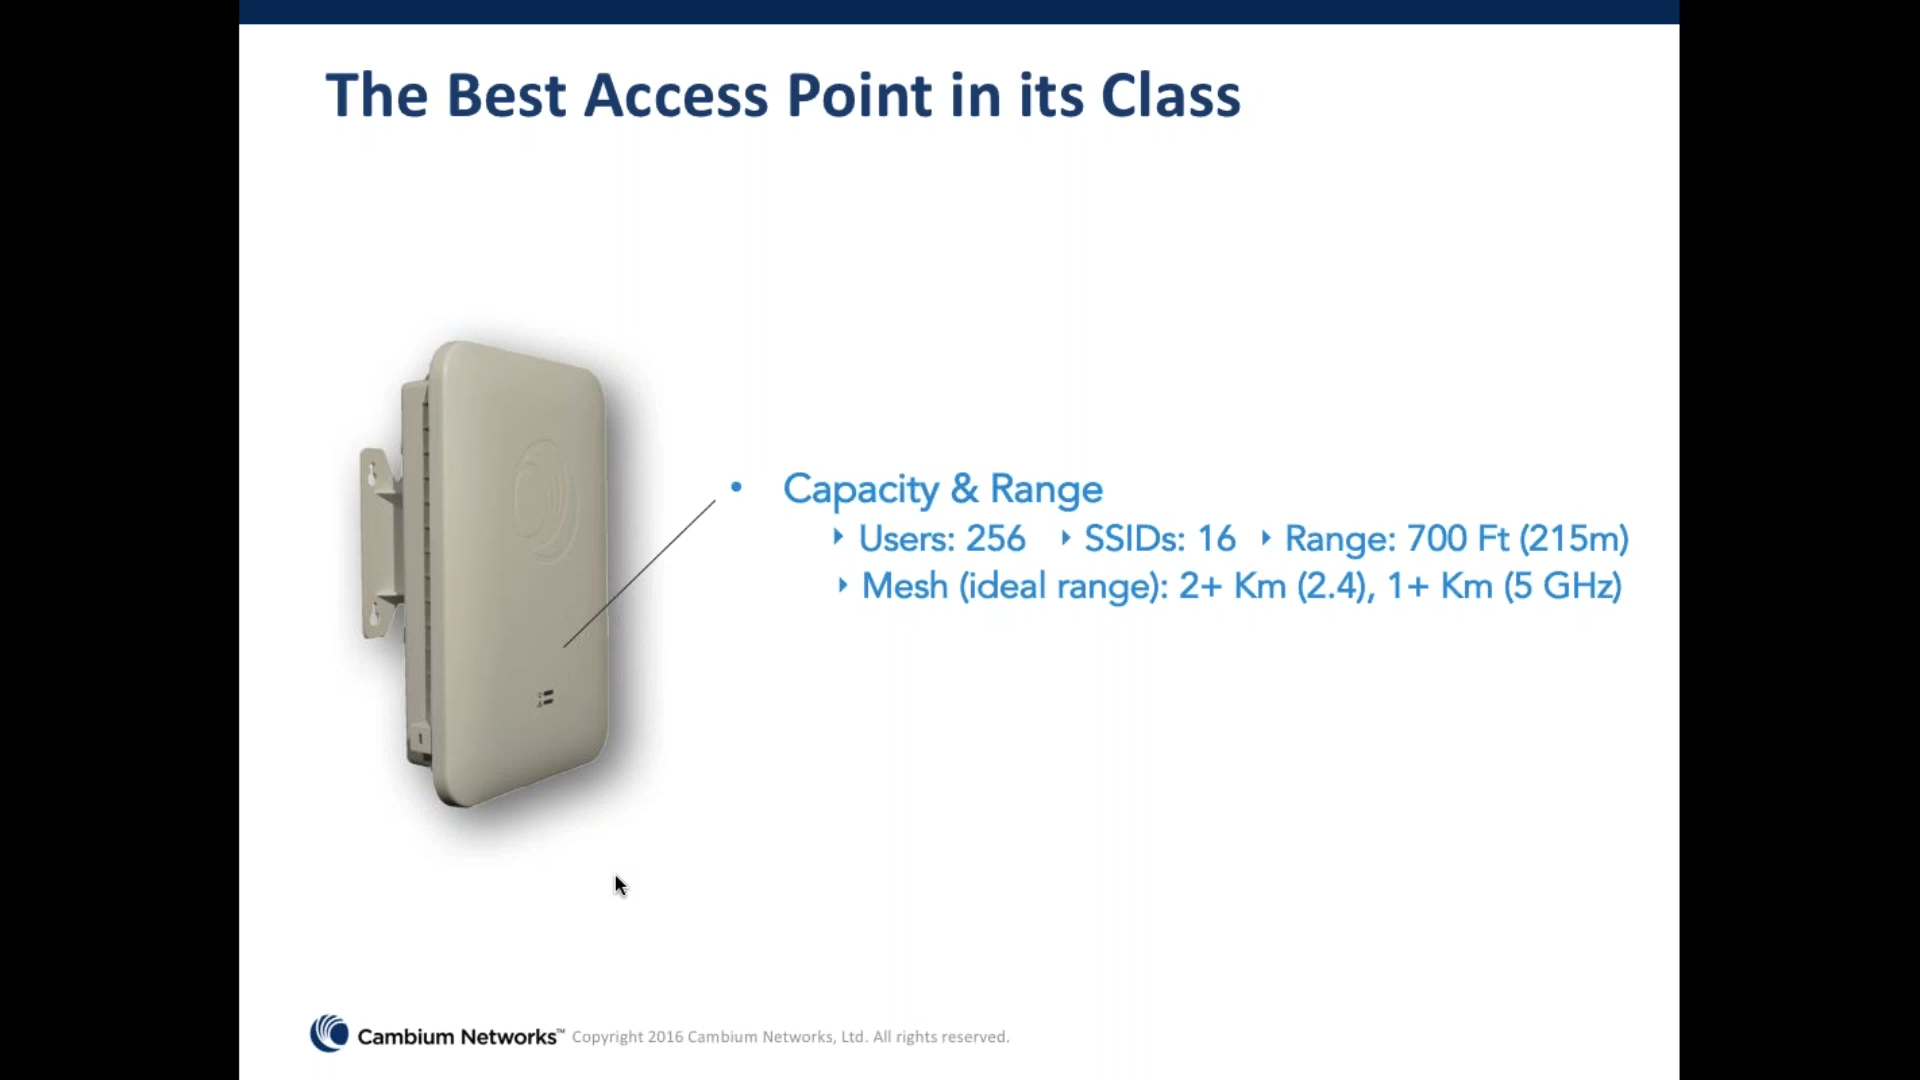 The Best Access Point in its Class
• Capacity & Range
‣ Users: 256 ‣ SSIDs: 16 ‣ Range: 700 Ft (215m)
‣ Mesh (ideal range): 2+ Km (2.4), 1+ Km (5 GHz)
Cambium Networks™ Copyright 2016 Cambium Networks, Ltd. All rights reserved.